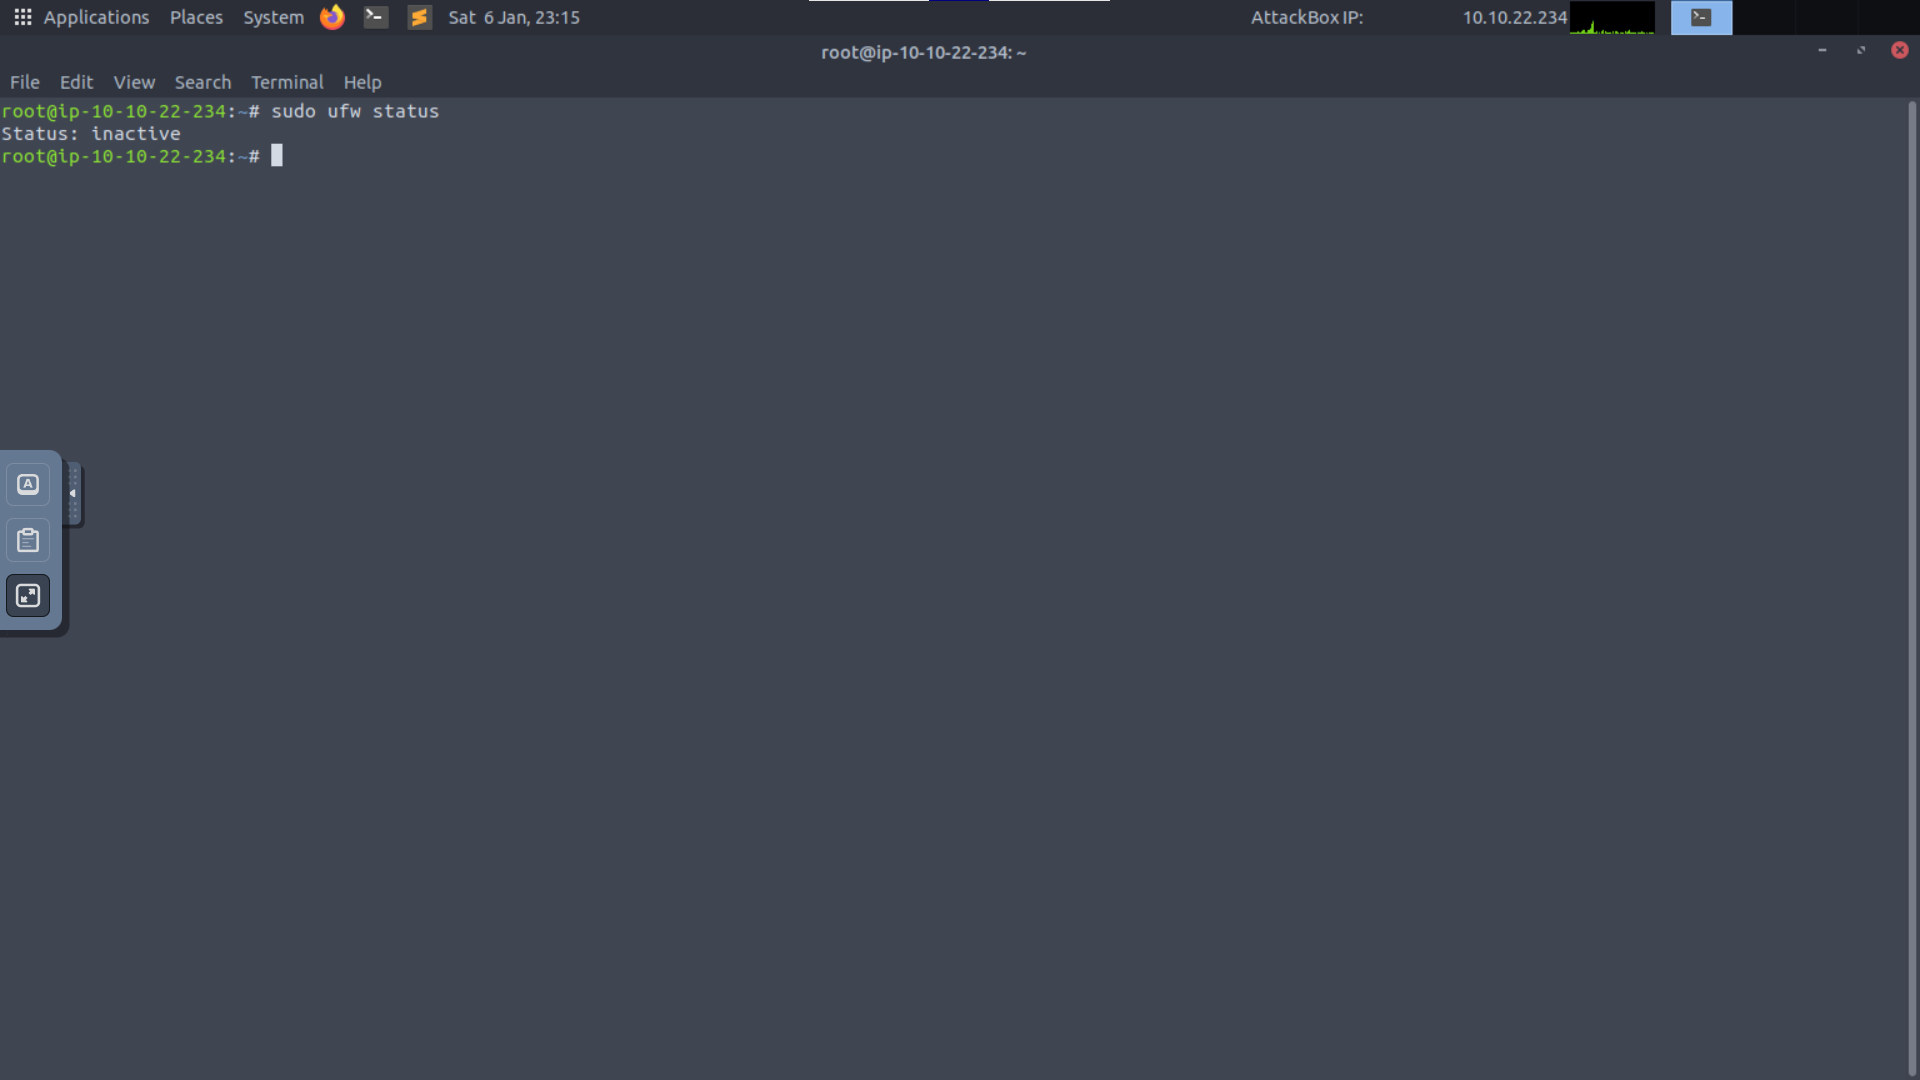 Applications Places System Sat 6 Jan, 23:15 AttackBox IP: 10.10.22.234
root@ip-10-10-22-234: ~
File Edit View Search Terminal Help
root@ip-10-10-22-234:~# sudo ufw status
Status: inactive
root@ip-10-10-22-234:~#
A